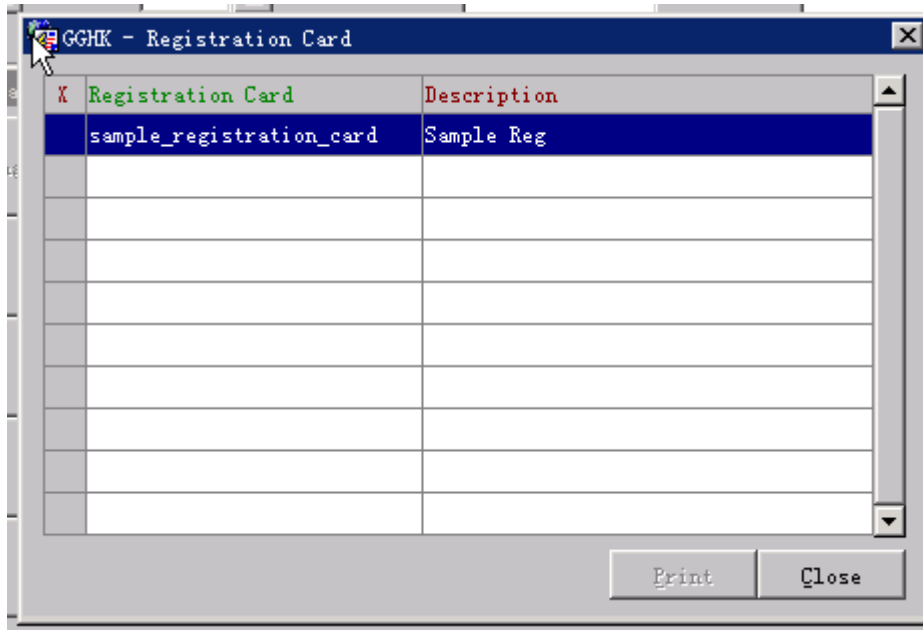 GGHK - Registration Card
X Registration Card Description
sample_registration_card Sample Reg
Print Close